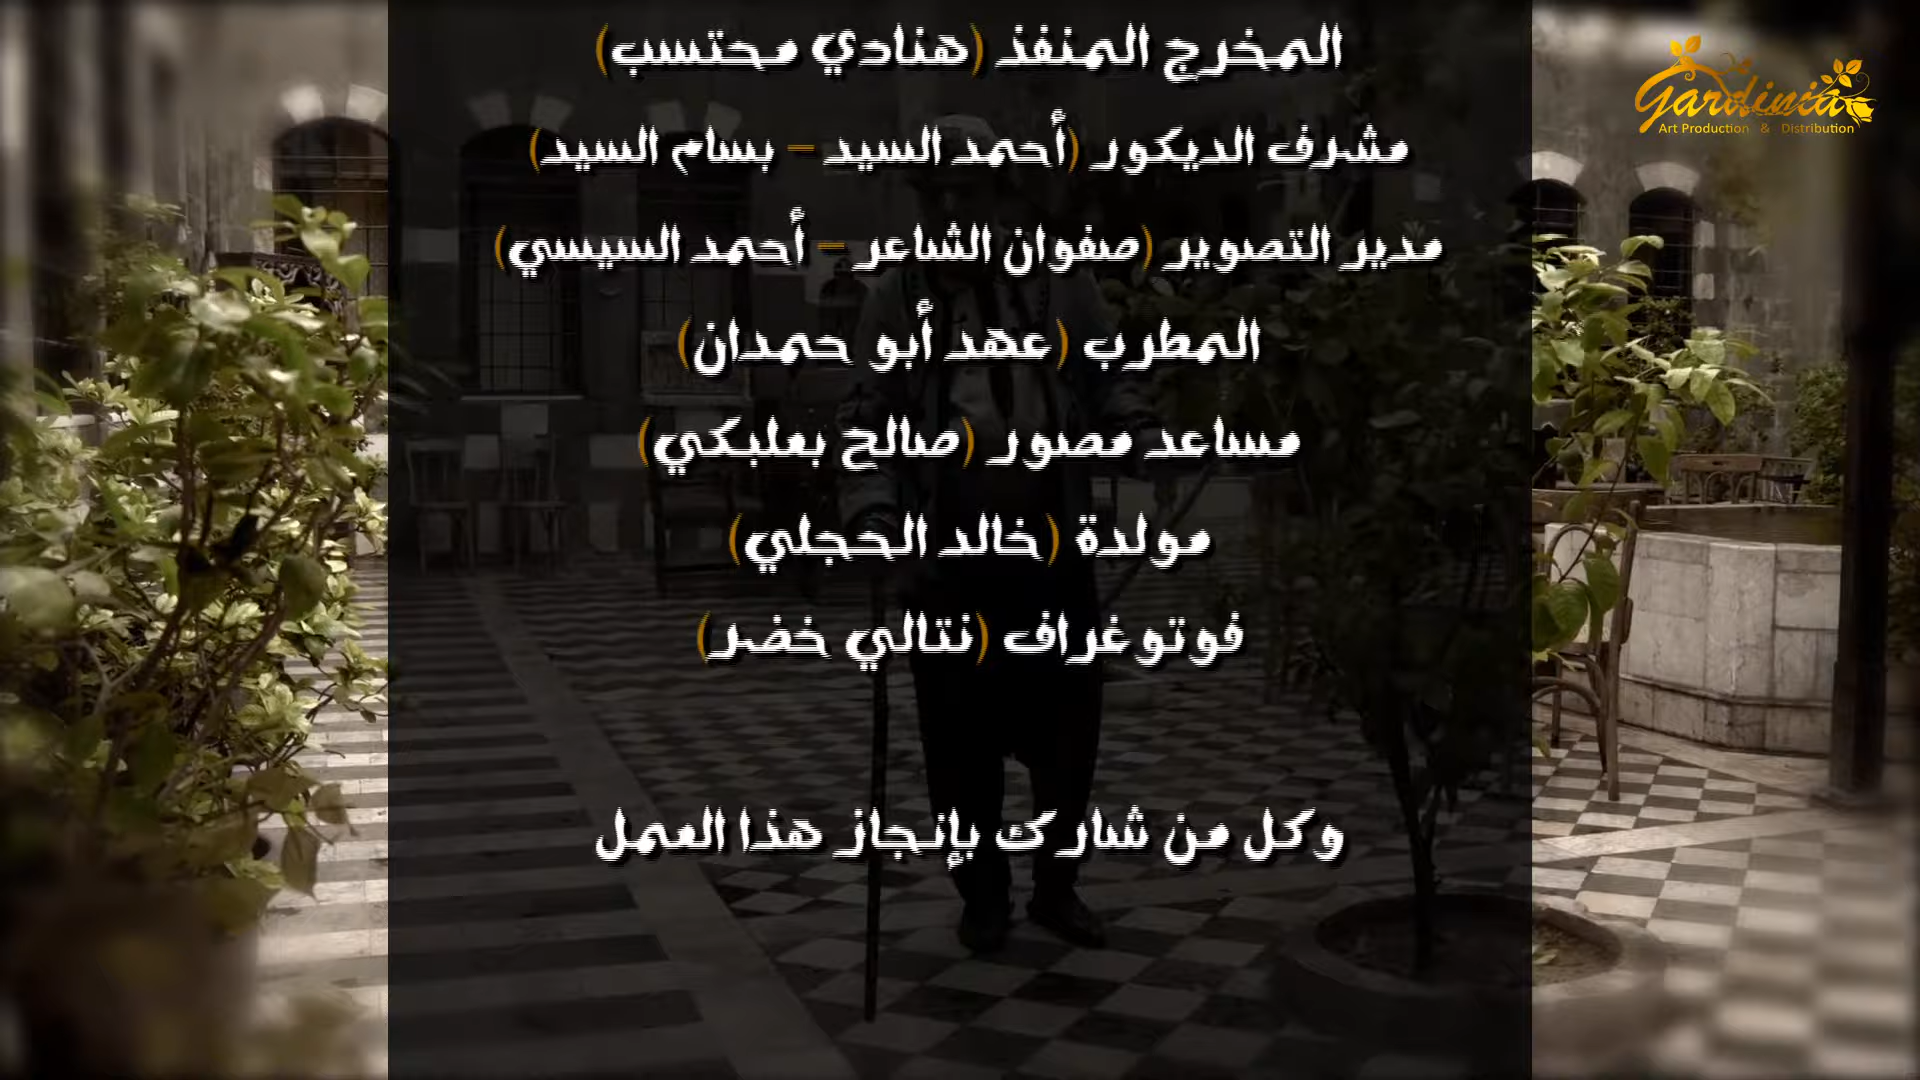 المخرج المنفذ (هنادي محتسب)
مشرف الديكور (أحمد السيد - بسام السيد)
مدير التصوير (صفوان الشاعر - أحمد السيسي)
المطرب (عهد أبو حمدان)
مساعد مصور (صالح بعلبكي)
مولدة (خالد الحجلي)
فوتوغراف (نتالي خضر)
وكل من شارك بإنجاز هذا العمل
gardinia
Art Production & Distribution